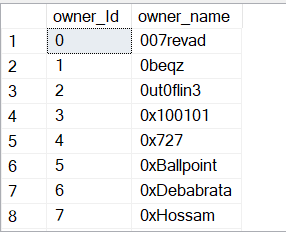 owner_Id owner_name
1 0 007revad
2 1 0beqz
3 2 0ut0flin3
4 3 0x100101
5 4 0x727
6 5 0xBallpoint
7 6 0xDebabrata
8 7 0xHossam